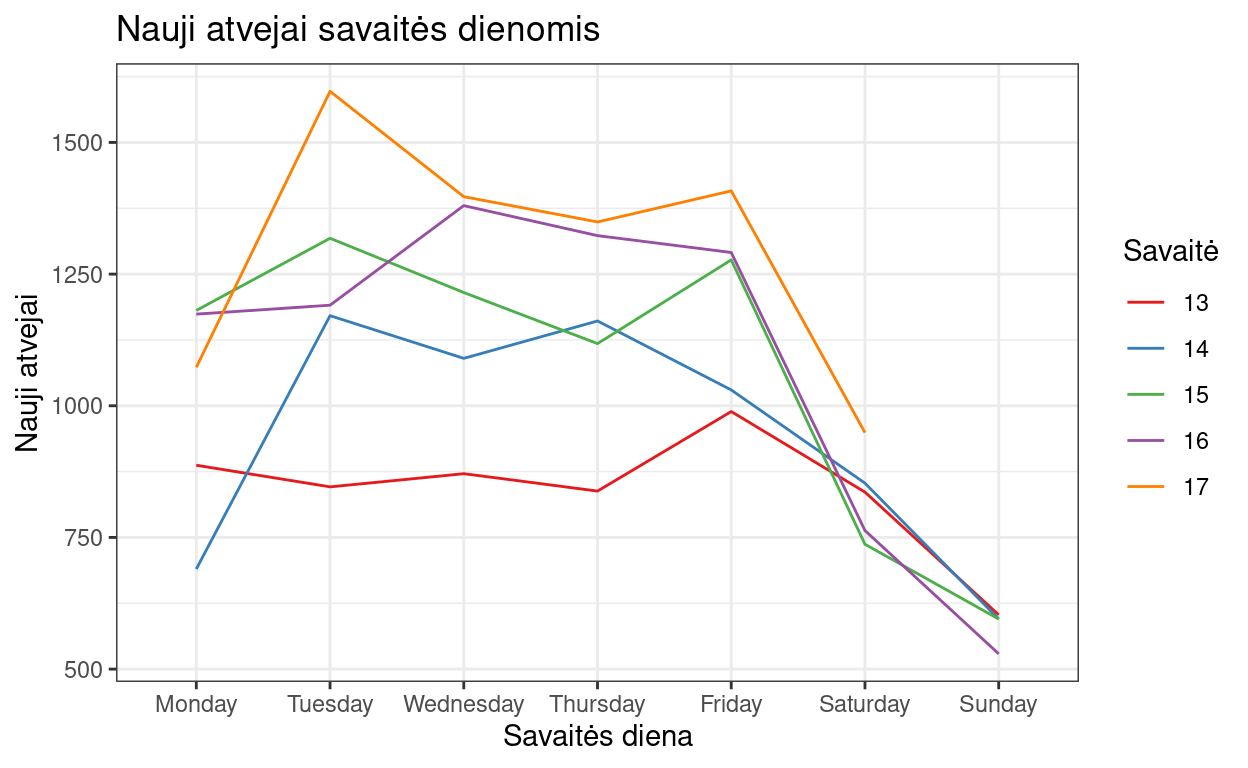 Nauji atvejai savaitės dienomis
Nauji atvejai
1500
1250
1000
750
500
Monday Tuesday Wednesday Thursday Friday Saturday Sunday
Savaitės diena
Savaitė
13
14
15
16
17